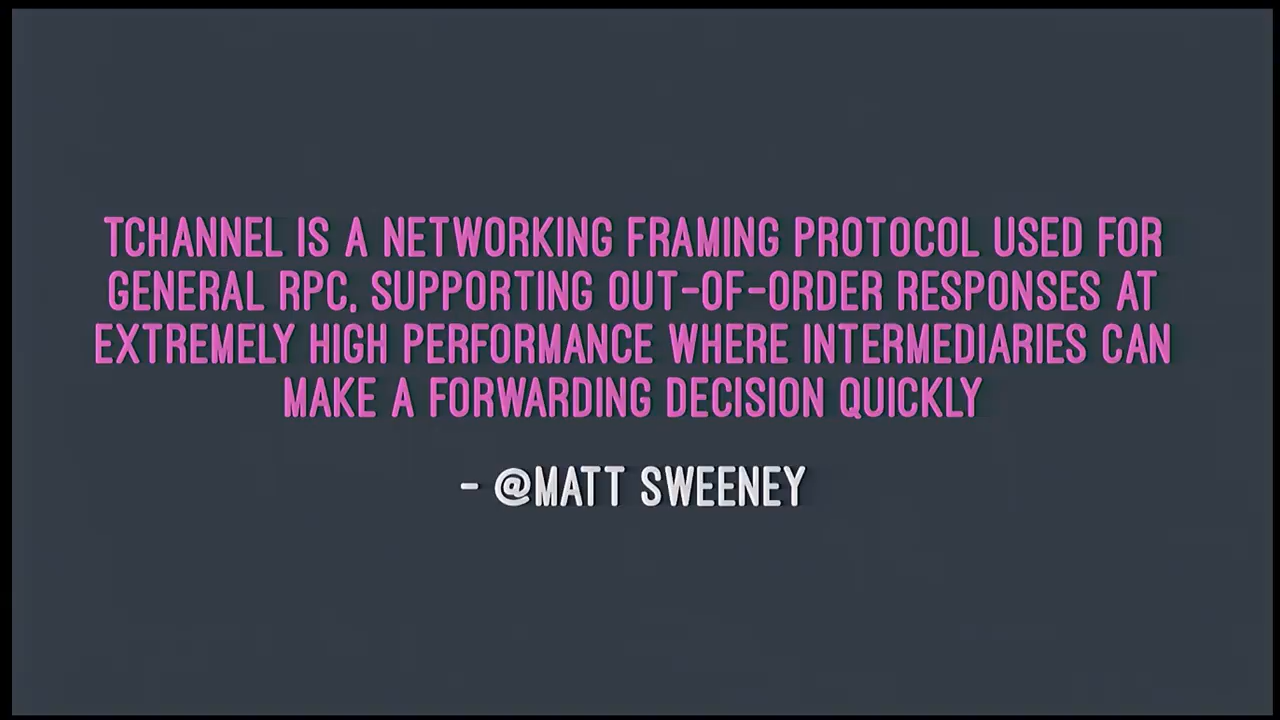 TCHANNEL IS A NETWORKING FRAMING PROTOCOL USED FOR
GENERAL RPC, SUPPORTING OUT-OF-ORDER RESPONSES AT
EXTREMELY HIGH PERFORMANCE WHERE INTERMEDIARIES CAN
MAKE A FORWARDING DECISION QUICKLY
- @MATT SWEENEY